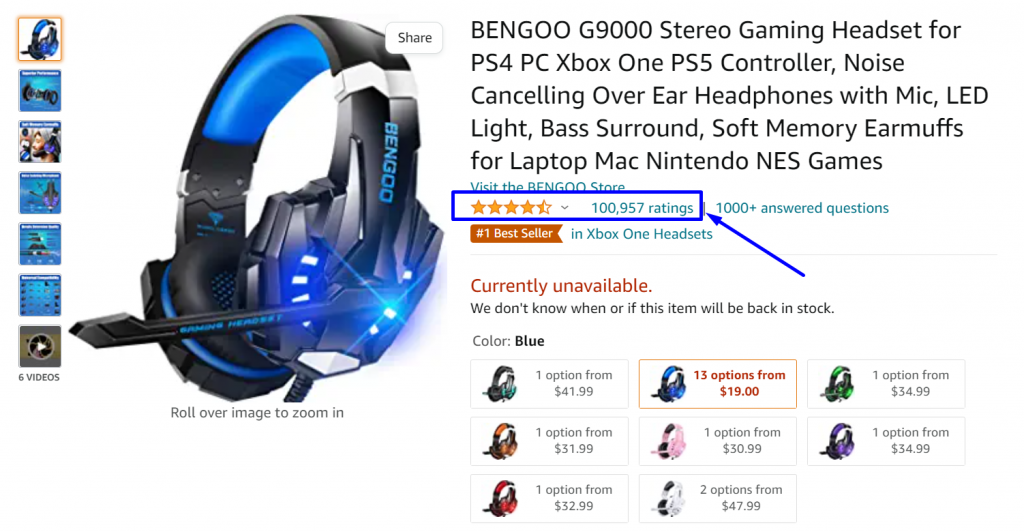 Share
BENGOO G9000 Stereo Gaming Headset for
PS4 PC Xbox One PS5 Controller, Noise
Cancelling Over Ear Headphones with Mic, LED
Light, Bass Surround, Soft Memory Earmuffs
for Laptop Mac Nintendo NES Games
Visit the BENGOO Store
100,957 ratings | 1000+ answered questions
#1 Best Seller in Xbox One Headsets
Currently unavailable.
We don't know when or if this item will be back in stock.
Color: Blue
1 option from
$41.99
13 options from
$19.00
1 option from
$34.99
1 option from
$31.99
1 option from
$30.99
1 option from
$34.99
1 option from
$32.99
2 options from
$47.99
BENGOO
GAMING HEADSET
Roll over image to zoom in
6 VIDEOS